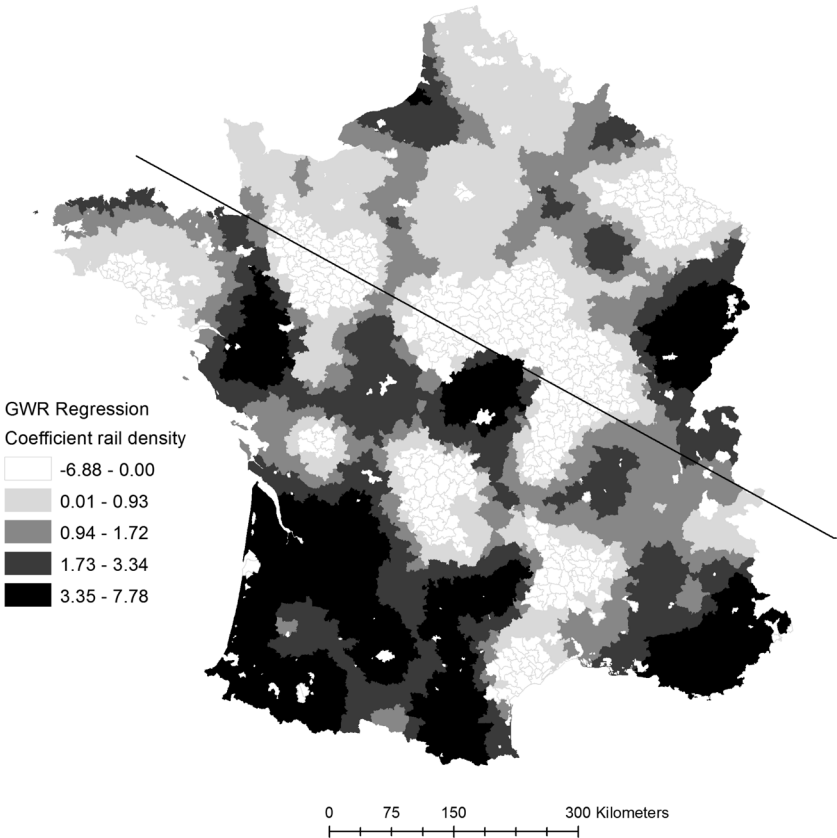 GWR Regression
Coefficient rail density
-6.88 - 0.00
0.01 - 0.93
0.94 - 1.72
1.73 - 3.34
3.35 - 7.78
0 75 150 300 Kilometers